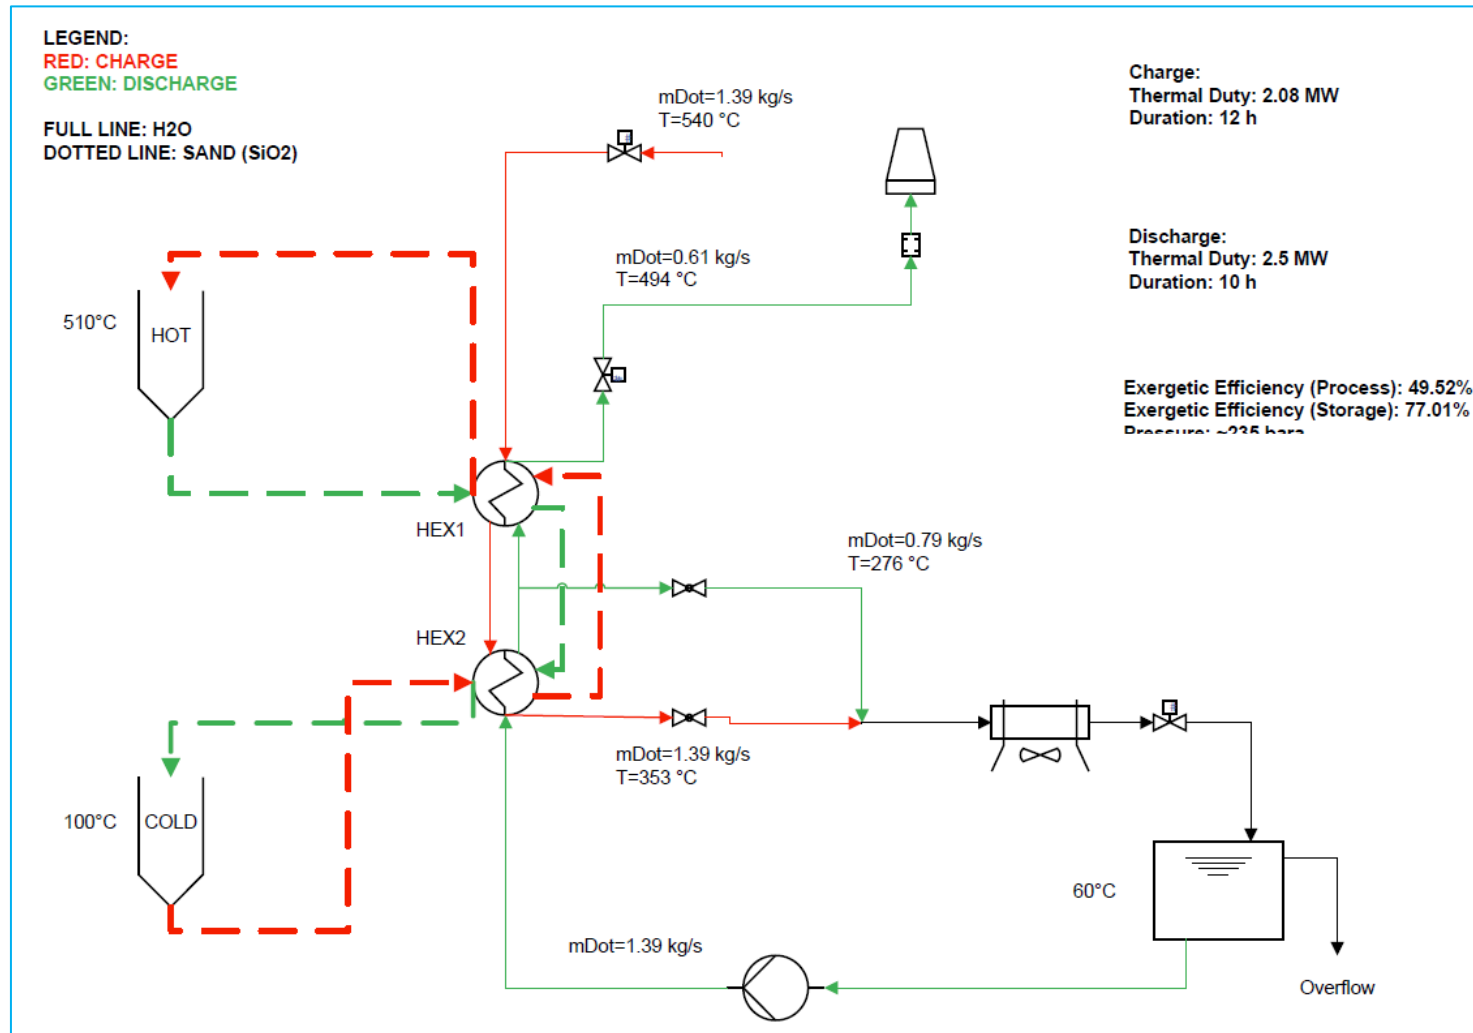 LEGEND:
RED: CHARGE
GREEN: DISCHARGE
FULL LINE: H2O
DOTTED LINE: SAND (SiO2)
mDot=1.39 kg/s
T=540 °C
Charge:
Thermal Duty: 2.08 MW
Duration: 12 h
mDot=0.61 kg/s
T=494 °C
Discharge:
Thermal Duty: 2.5 MW
Duration: 10 h
510°C
HOT
Exergetic Efficiency (Process): 49.52%
Exergetic Efficiency (Storage): 77.01%
Pressure: ~235 bara
HEX1
mDot=0.79 kg/s
T=276 °C
HEX2
mDot=1.39 kg/s
T=353 °C
100°C
COLD
60°C
mDot=1.39 kg/s
Overflow